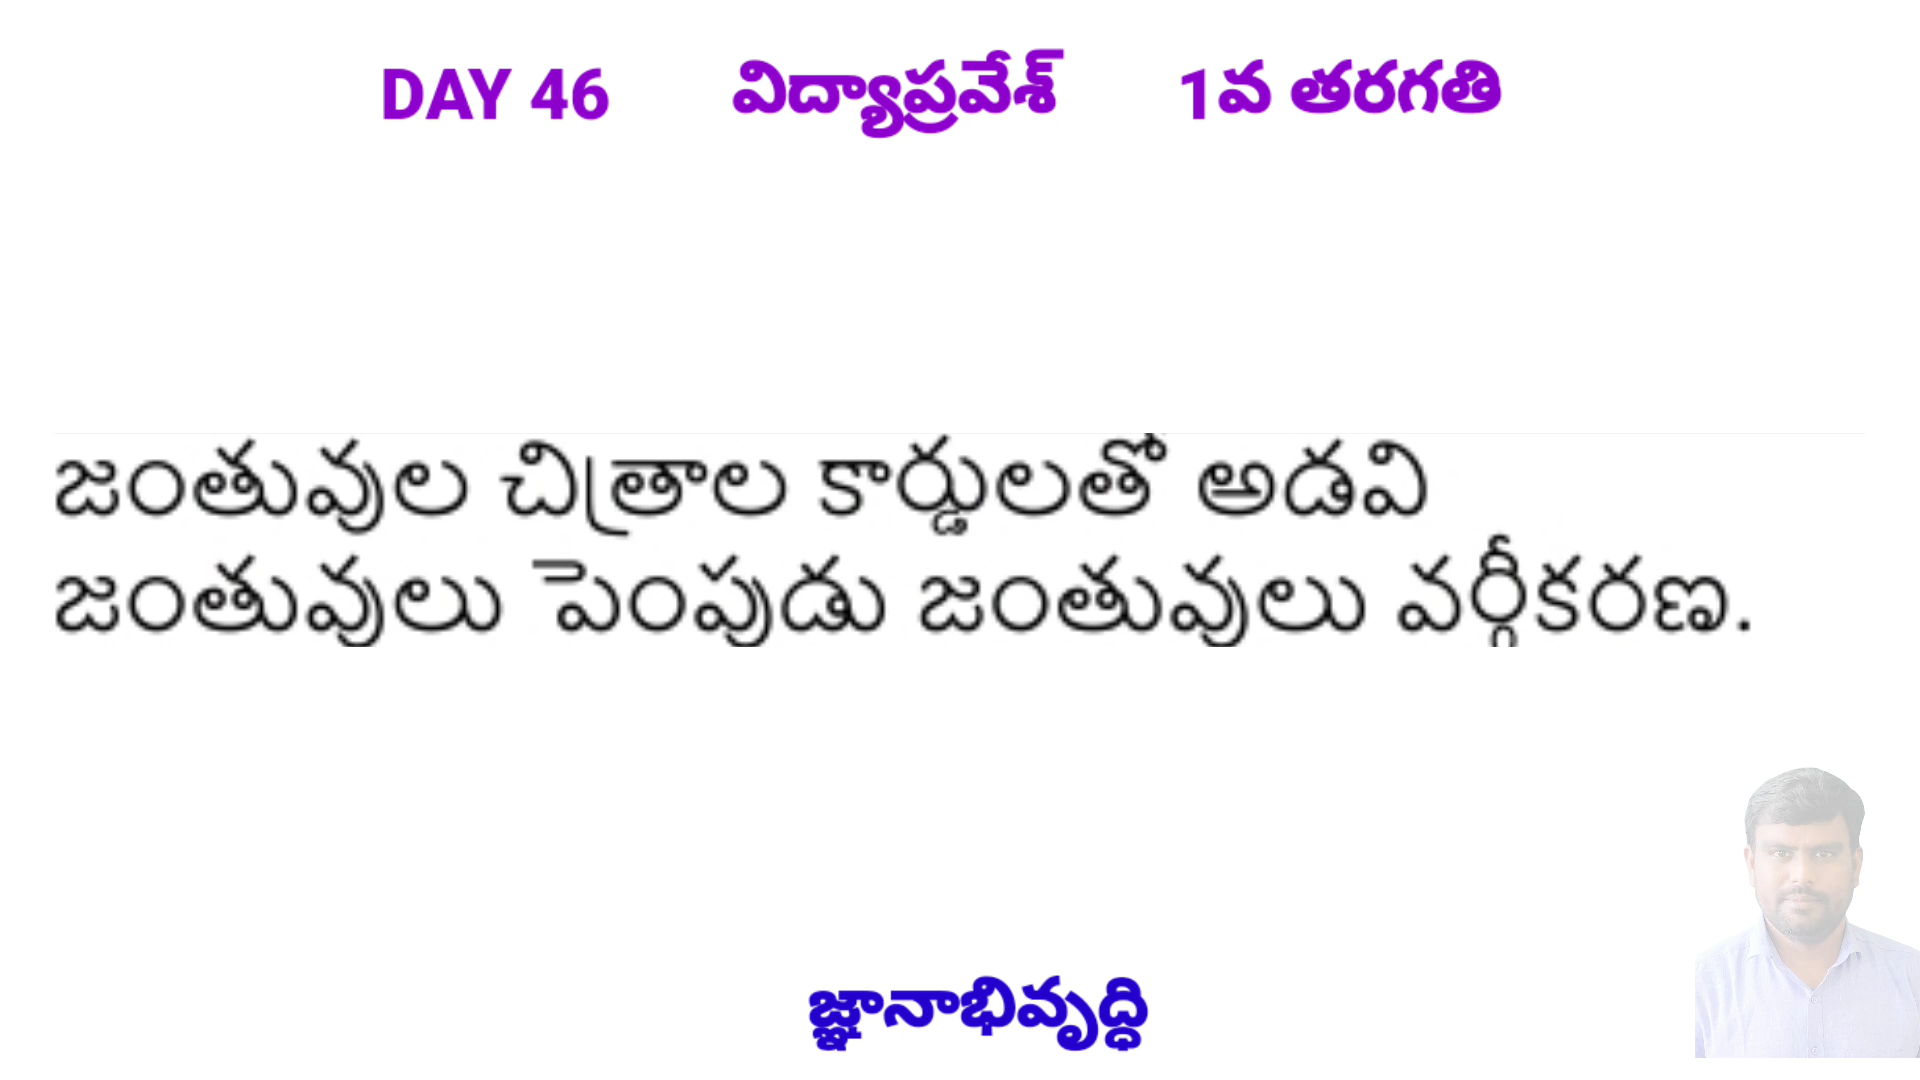 DAY 46 విద్యాప్రవేశ్ 1వ తరగతి
జంతువుల చిత్రాల కార్డులతో అడవి
జంతువులు పెంపుడు జంతువులు వర్గీకరణ.
జ్ఞానాభివృద్ధి